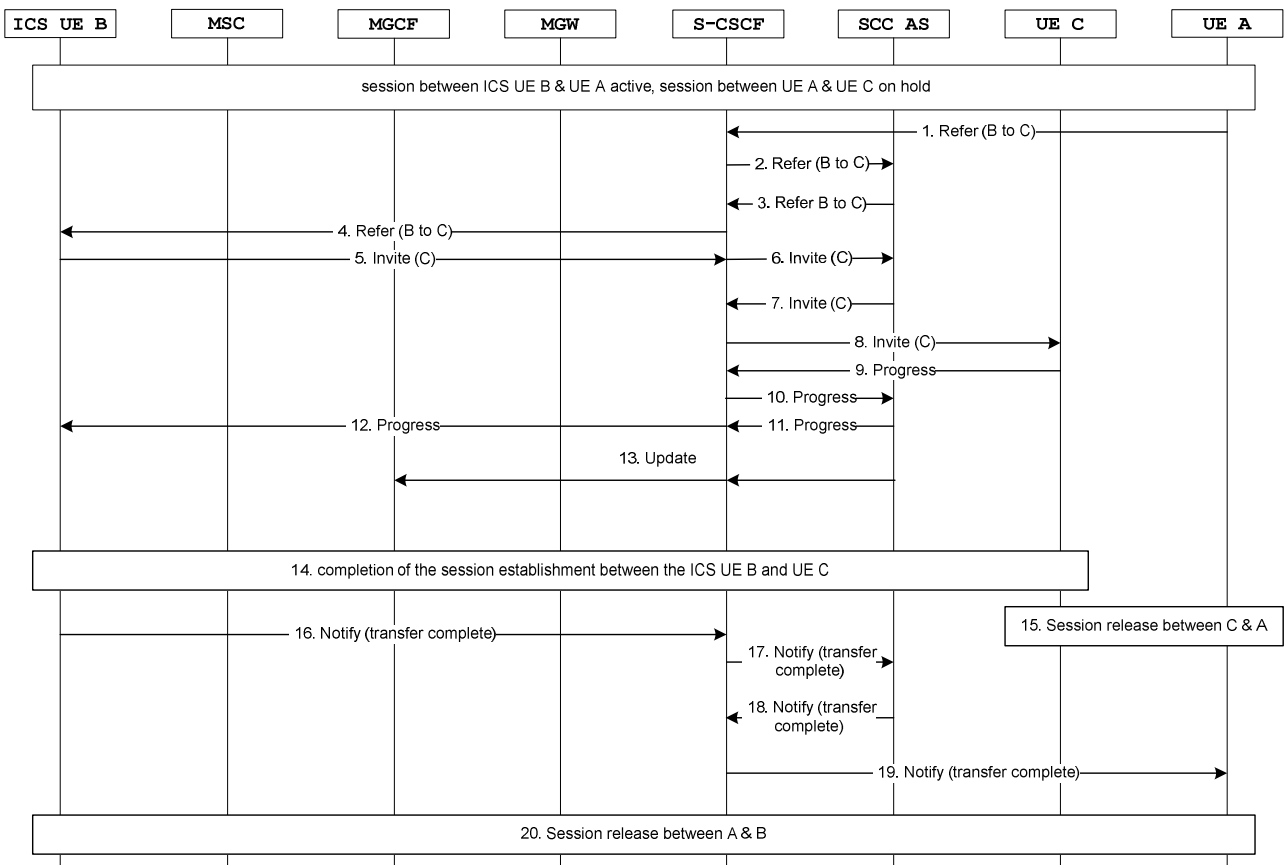 ICS UE B
MSC
MGCF
MGW
S-CSCF
SCC AS
UE C
UE A
session between ICS UE B & UE A active, session between UE A & UE C on hold
1. Refer (B to C)
2. Refer (B to C)
3. Refer B to C)
4. Refer (B to C)
5. Invite (C)
6. Invite (C)
7. Invite (C)
8. Invite (C)
9. Progress
10. Progress
12. Progress
11. Progress
13. Update
14. completion of the session establishment between the ICS UE B and UE C
15. Session release between C & A
16. Notify (transfer complete)
17. Notify (transfer
complete)
18. Notify (transfer
complete)
19. Notify (transfer complete)
20. Session release between A & B